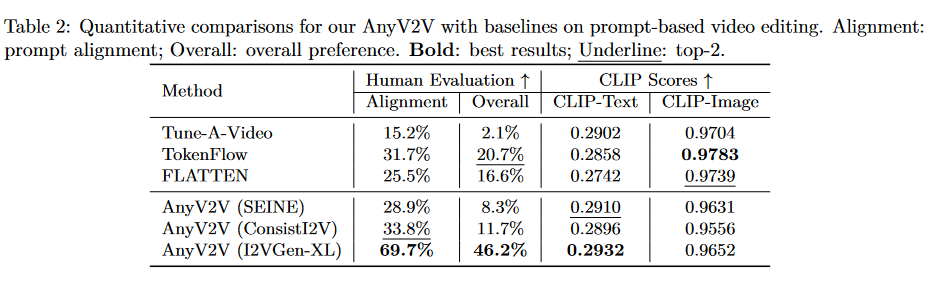 Table 2: Quantitative comparisons for our AnyV2V with baselines on prompt-based video editing. Alignment:
prompt alignment; Overall: overall preference. Bold: best results; Underline: top-2.
Method Human Evaluation ↑ CLIP Scores ↑
Alignment Overall CLIP-Text CLIP-Image
Tune-A-Video 15.2% 2.1% 0.2902 0.9704
TokenFlow 31.7% 20.7% 0.2858 0.9783
FLATTEN 25.5% 16.6% 0.2742 0.9739
AnyV2V (SEINE) 28.9% 8.3% 0.2910 0.9631
AnyV2V (ConsistI2V) 33.8% 11.7% 0.2896 0.9556
AnyV2V (I2VGen-XL) 69.7% 46.2% 0.2932 0.9652